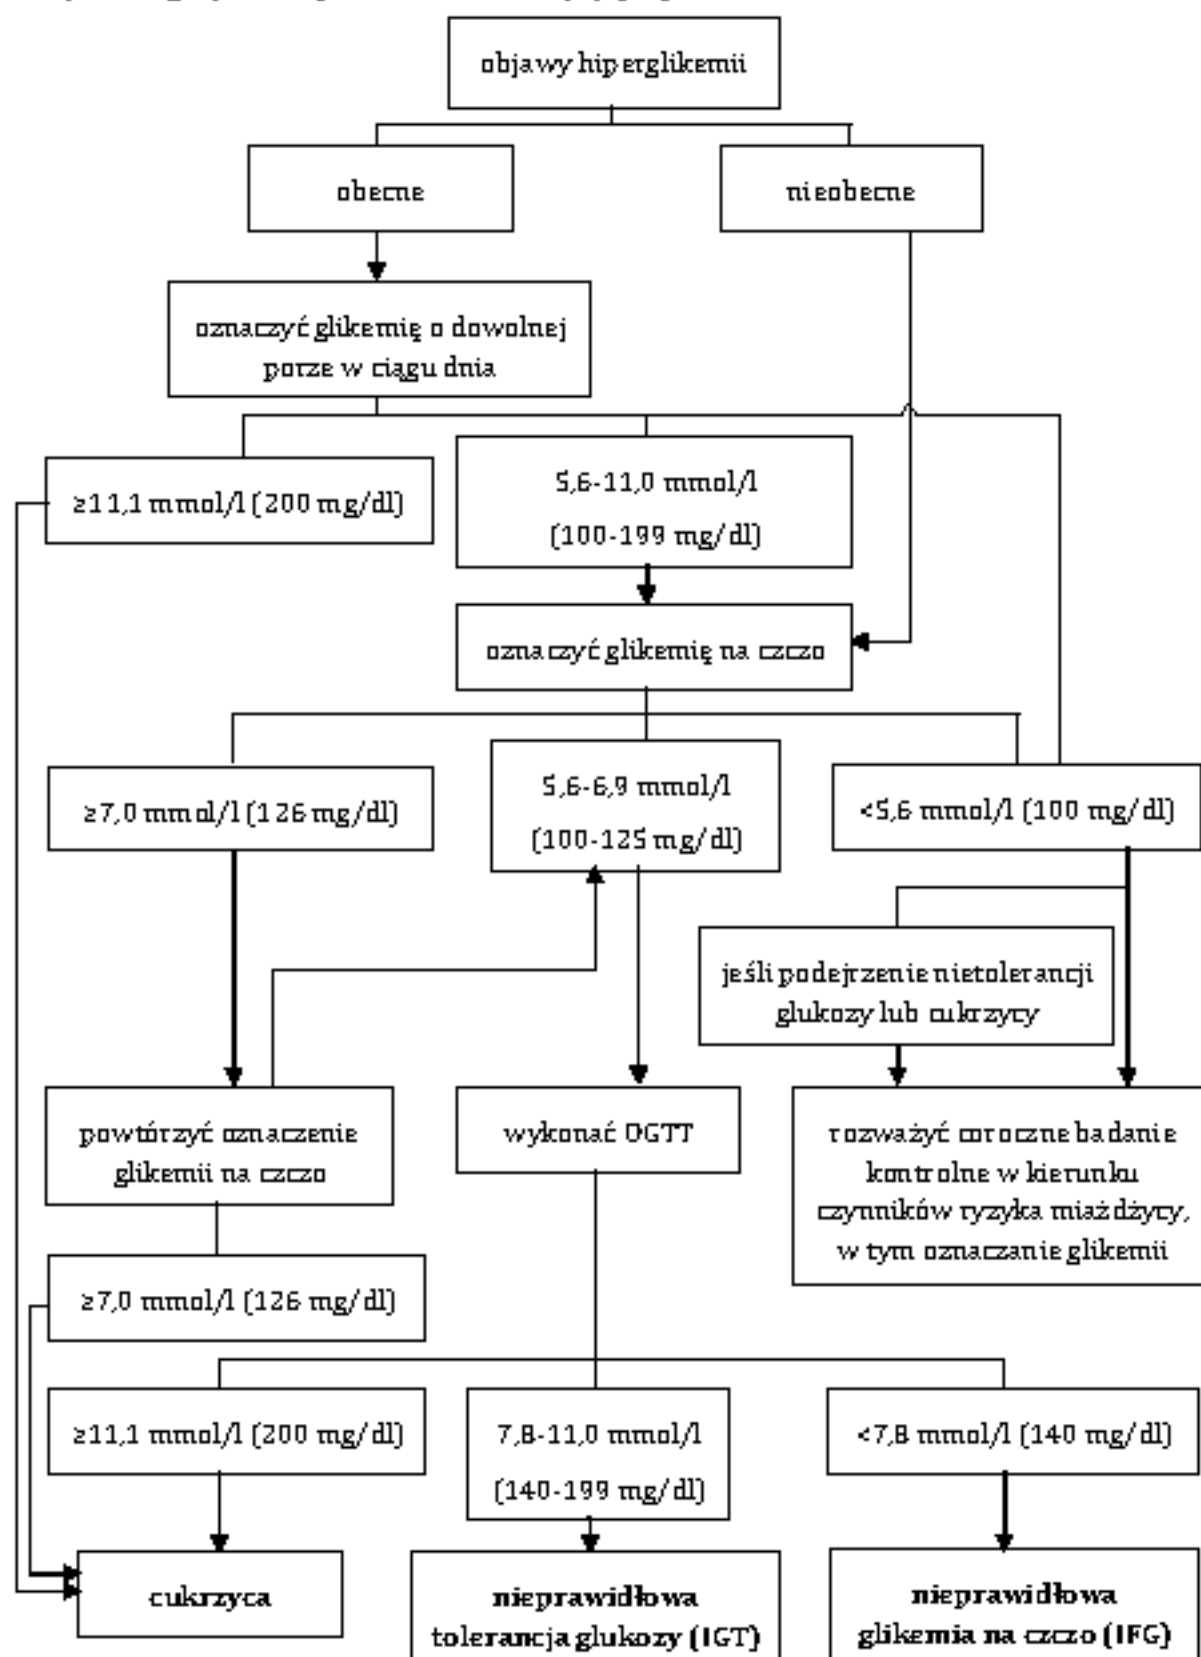 objawy hiperglikemii
obecne
nieobecne
oznaczyć glikemię o dowolnej
porze w ciągu dnia
≥11,1 mmol/l (200 mg/dl)
5,6-11,0 mmol/l
(100-199 mg/dl)
oznaczyć glikemię na czczo
≥7,0 mmol/l (126 mg/dl)
5,6-6,9 mmol/l
(100-125 mg/dl)
<5,6 mmol/l (100 mg/dl)
jeśli podejrzenie nietolerancji
glukozy lub cukrzycy
powtórzyć oznaczenie
glikemii na czczo
wykonać OGTT
rozważyć coroczne badanie
kontrolne w kierunku
czynników ryzyka miażdżycy,
w tym oznaczanie glikemii
≥7,0 mmol/l (126 mg/dl)
≥11,1 mmol/l (200 mg/dl)
7,8-11,0 mmol/l
(140-199 mg/dl)
<7,8 mmol/l (140 mg/dl)
cukrzyca
nieprawidłowa
tolerancja glukozy (IGT)
nieprawidłowa
glikemia na czczo (IFG)